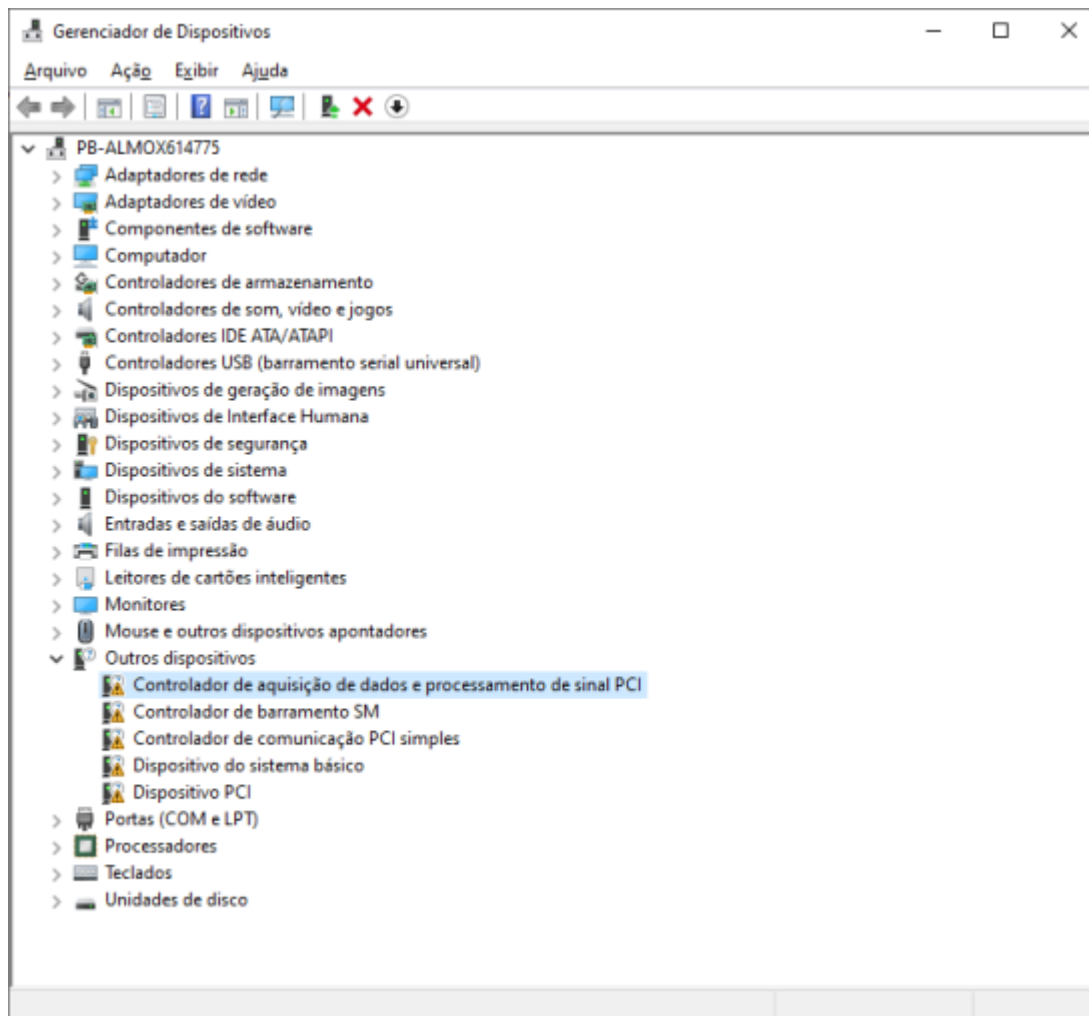 Gerenciador de Dispositivos
Arquivo Ação Exibir Ajuda
PB-ALMOX614775
Adaptadores de rede
Adaptadores de vídeo
Componentes de software
Computador
Controladores de armazenamento
Controladores de som, vídeo e jogos
Controladores IDE ATA/ATAPI
Controladores USB (barramento serial universal)
Dispositivos de geração de imagens
Dispositivos de Interface Humana
Dispositivos de segurança
Dispositivos de sistema
Dispositivos do software
Entradas e saídas de áudio
Filas de impressão
Leitores de cartões inteligentes
Monitores
Mouse e outros dispositivos apontadores
Outros dispositivos
Controlador de aquisição de dados e processamento de sinal PCI
Controlador de barramento SM
Controlador de comunicação PCI simples
Dispositivo do sistema básico
Dispositivo PCI
Portas (COM e LPT)
Processadores
Teclados
Unidades de disco